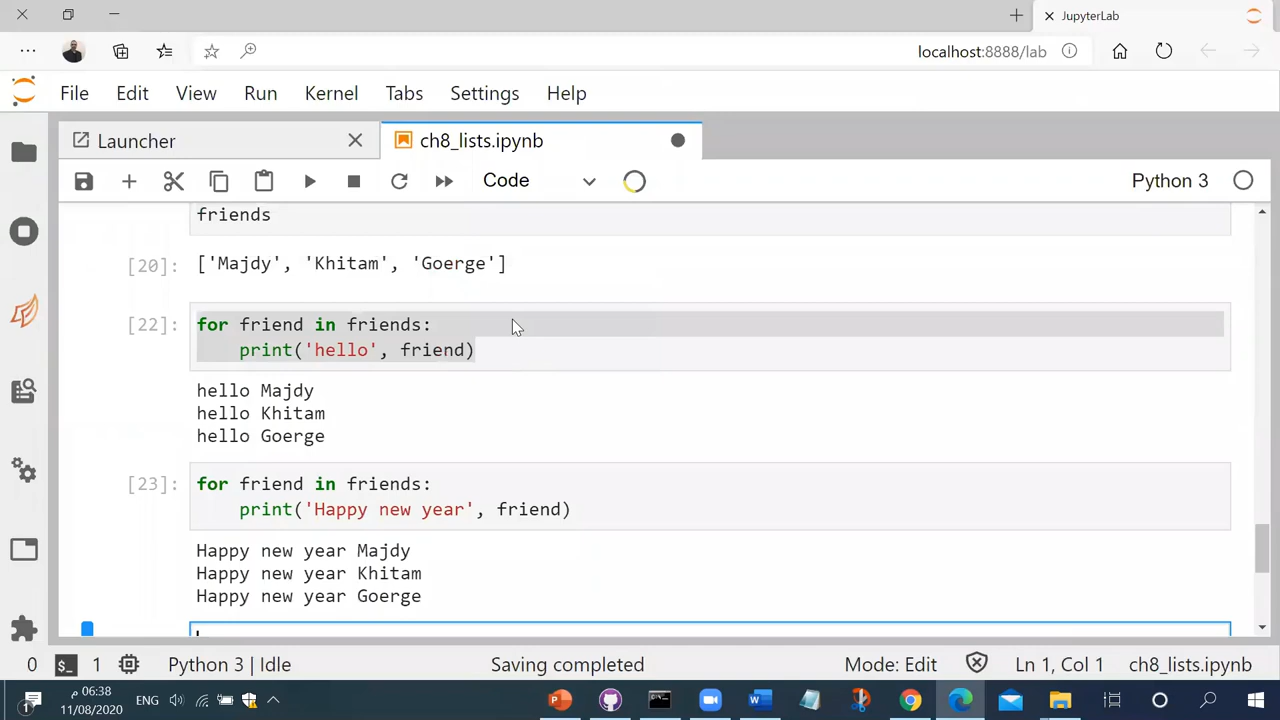 JupyterLab
localhost:8888/lab
File Edit View Run Kernel Tabs Settings Help
Launcher
ch8_lists.ipynb
Code
Python 3
friends
[20]: ['Majdy', 'Khitam', 'Goerge']
[22]: for friend in friends:
print('hello', friend)
hello Majdy
hello Khitam
hello Goerge
[23]: for friend in friends:
print('Happy new year', friend)
Happy new year Majdy
Happy new year Khitam
Happy new year Goerge
0 $_ 1 Python 3 | Idle Saving completed Mode: Edit Ln 1, Col 1 ch8_lists.ipynb
1 06:38 م
ENG
11/08/2020